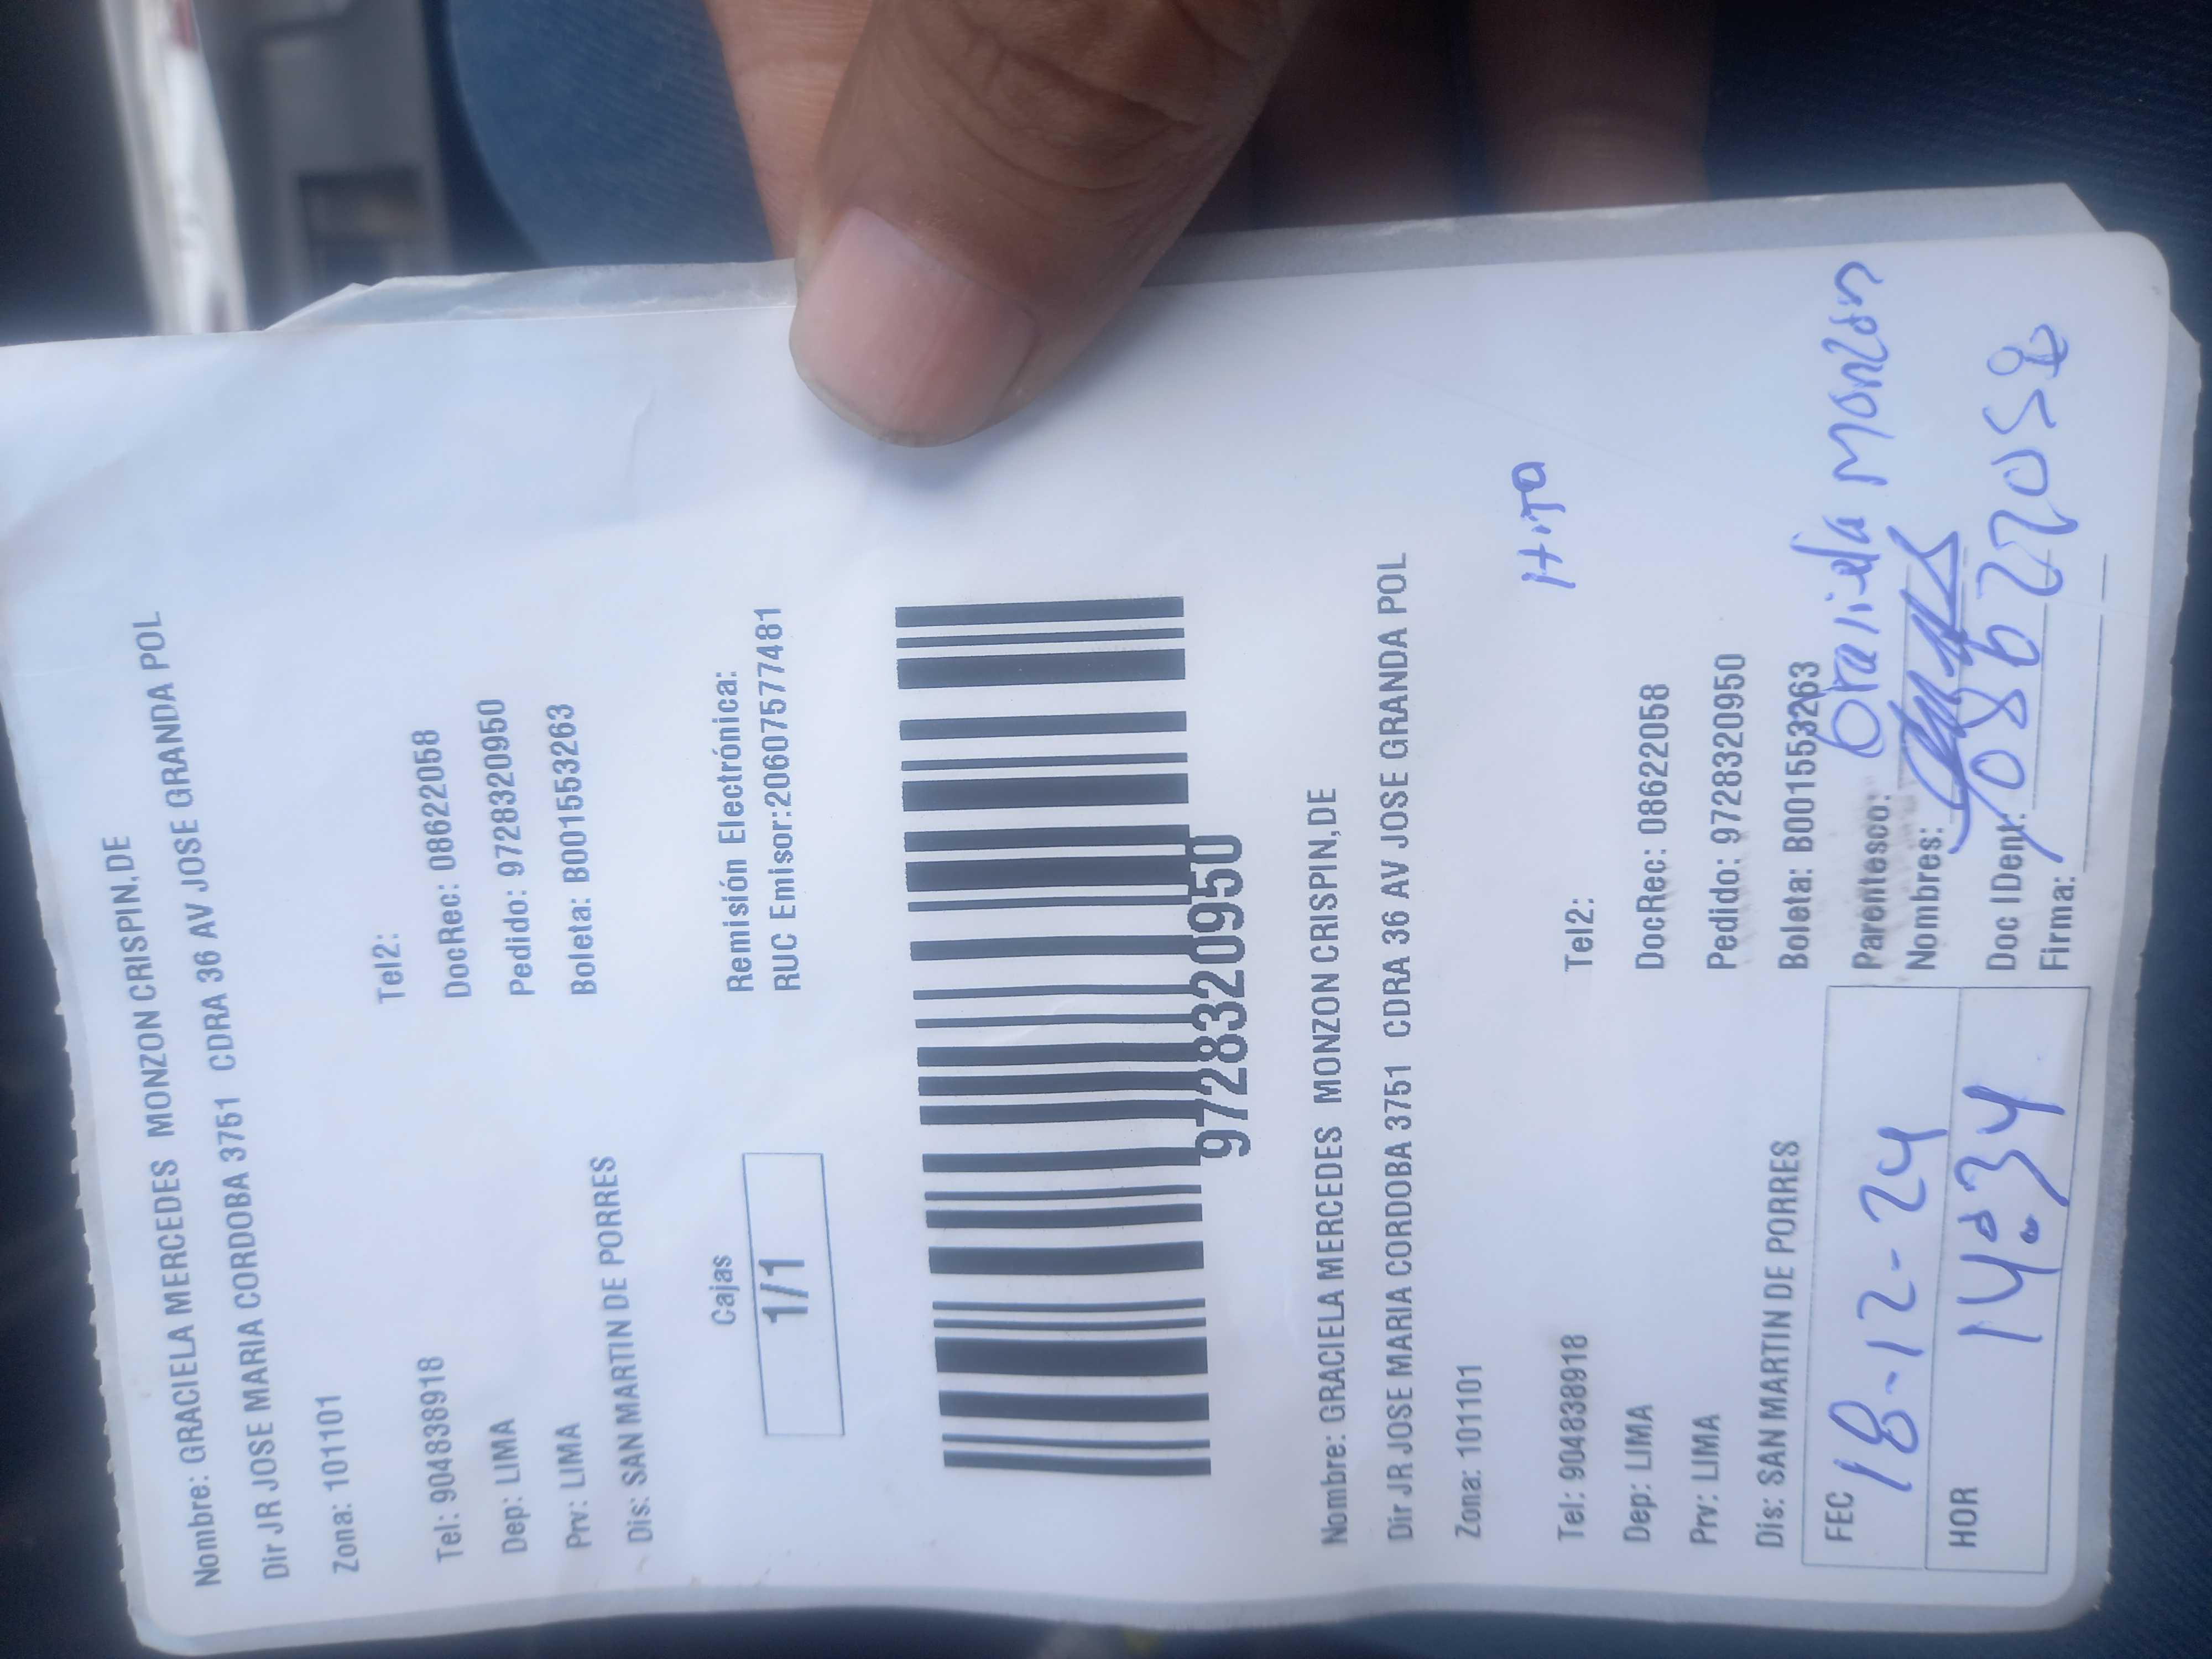 Nombre: GRACIELA MERCEDES MONZON CRISPIN,DE
Dir JR JOSE MARIA CORDOBA 3751 CDRA 36 AV JOSE GRANDA POL
Zona: 101101
Tel2:
Tel: 904838918 DocRec: 08622058
Dep: LIMA Pedido: 9728320950
Prv: LIMA Boleta: B001553263
Dis: SAN MARTIN DE PORRES
Cajas Remisión Electrónica:
1/1 RUC Emisor:20607577481
9728320950
Nombre: GRACIELA MERCEDES MONZON CRISPIN,DE
Dir JR JOSE MARIA CORDOBA 3751 CDRA 36 AV JOSE GRANDA POL
Zona: 101101
Tel: 904838918 Tel2:
Dep: LIMA DocRec: 08622058
Prv: LIMA Pedido: 9728320950
Dis: SAN MARTIN DE PORRES Boleta: B001553263
FEC 18-12-24 Parentesco: Graciela Monzon
HOR 14:34 Nombres:
Doc IDent: 08622058
Firma: